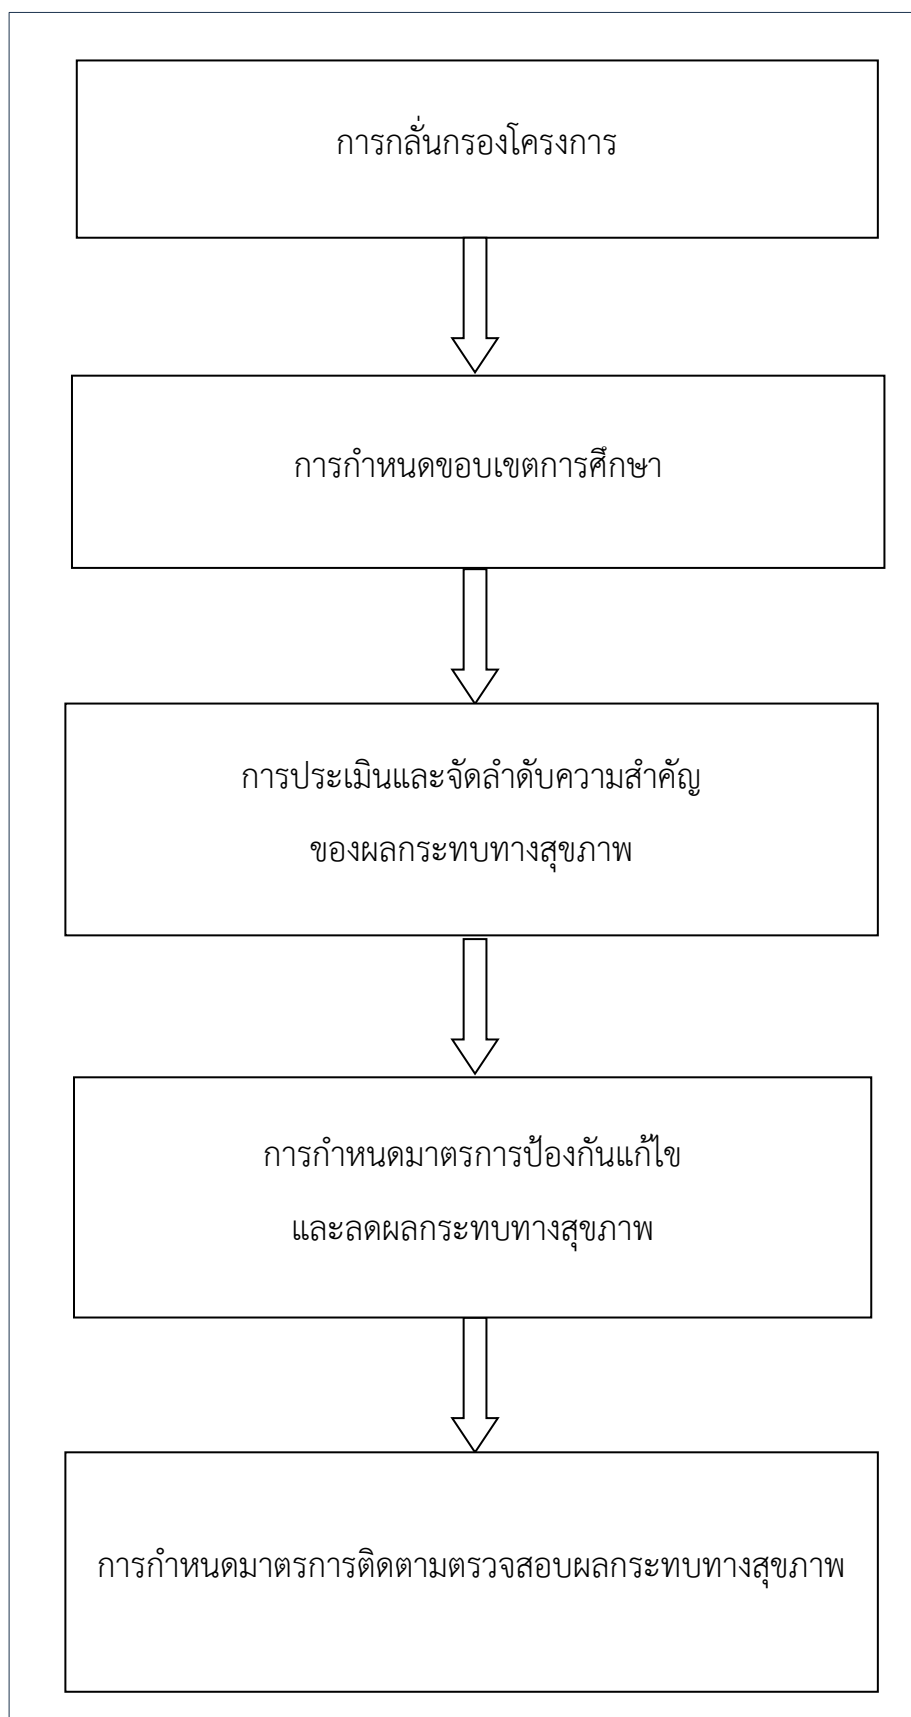 การกลั่นกรองโครงการ
การกำหนดขอบเขตการศึกษา
การประเมินและจัดลำดับความสำคัญ
ของผลกระทบทางสุขภาพ
การกำหนดมาตรการป้องกันแก้ไข
และลดผลกระทบทางสุขภาพ
การกำหนดมาตรการติดตามตรวจสอบผลกระทบทางสุขภาพ